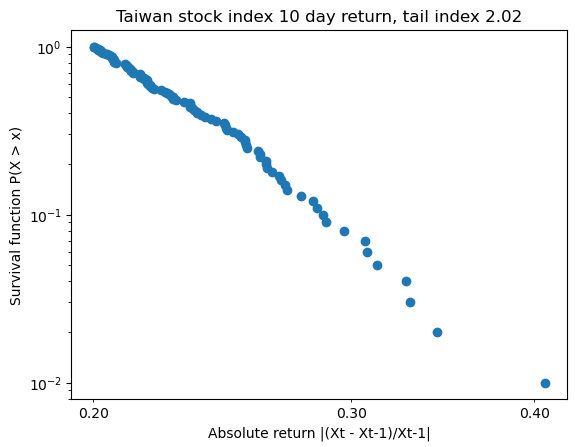 Taiwan stock index 10 day return, tail index 2.02
Survival function P(X > x)
10⁰
10⁻¹
10⁻²
0.20 0.30 0.40
Absolute return |(Xt - Xt-1)/Xt-1|